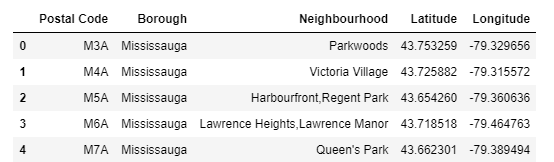 Postal Code Borough Neighbourhood Latitude Longitude
0 M3A Mississauga Parkwoods 43.753259 -79.329656
1 M4A Mississauga Victoria Village 43.725882 -79.315572
2 M5A Mississauga Harbourfront,Regent Park 43.654260 -79.360636
3 M6A Mississauga Lawrence Heights,Lawrence Manor 43.718518 -79.464763
4 M7A Mississauga Queen's Park 43.662301 -79.389494